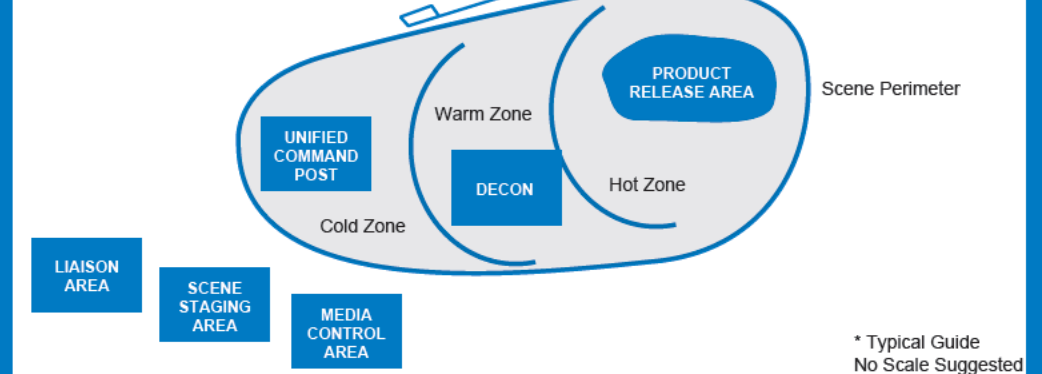 PRODUCT
RELEASE AREA
Scene Perimeter
Warm Zone
UNIFIED
COMMAND
POST
DECON
Hot Zone
Cold Zone
LIAISON
AREA
SCENE
STAGING
AREA
MEDIA
CONTROL
AREA
* Typical Guide
No Scale Suggested